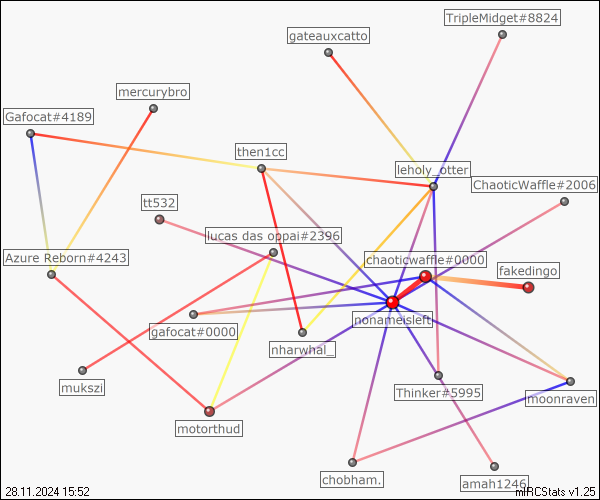 TripleMidget#8824
gateauxcatto
mercurybro
Gafocat#4189
then1cc
leholy_otter
ChaoticWaffle#2006
tt532
lucas das oppai#2396
Azure Reborn#4243
chaoticwaffle#0000
fakedingo
nonameisleft
gafocat#0000
nharwhal_
mukszi
Thinker#5995
moonraven
motorthud
chobham.
amah1246
28.11.2024 15:52
mIRCStats v1.25